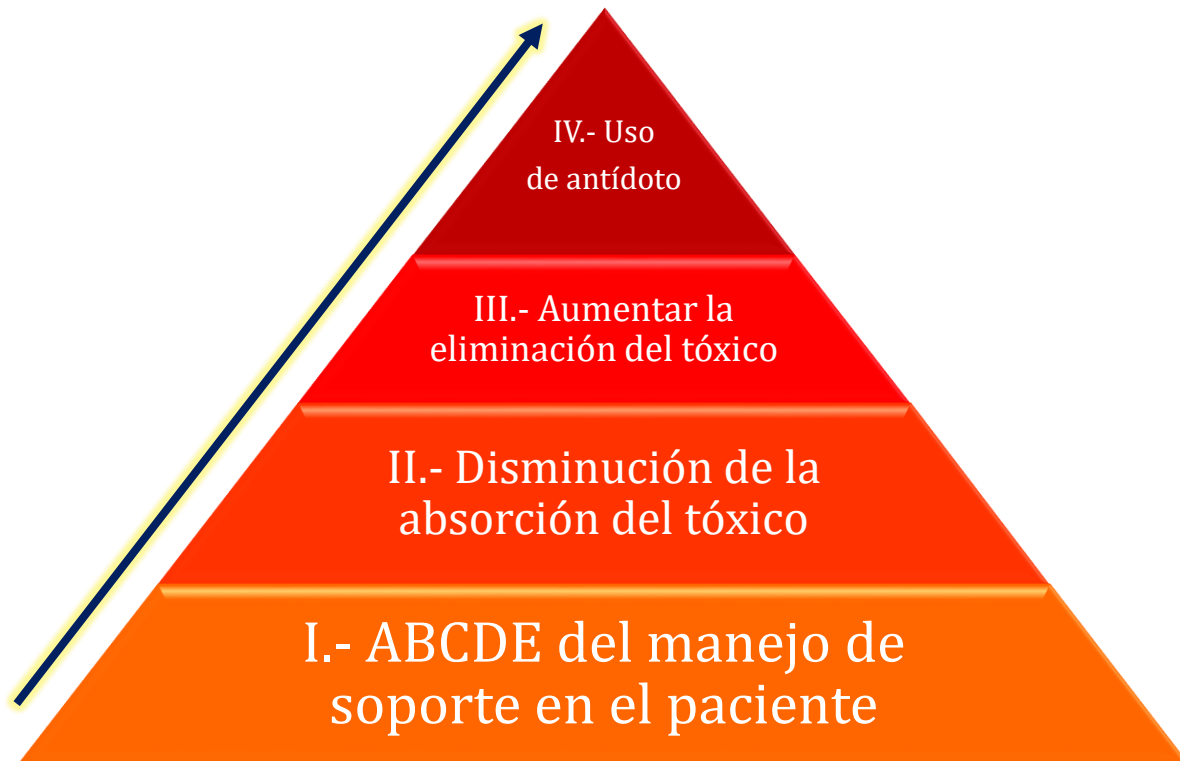 IV.- Uso
de antídoto
III.- Aumentar la
eliminación del tóxico
II.- Disminución de la
absorción del tóxico
I.- ABCDE del manejo de
soporte en el paciente